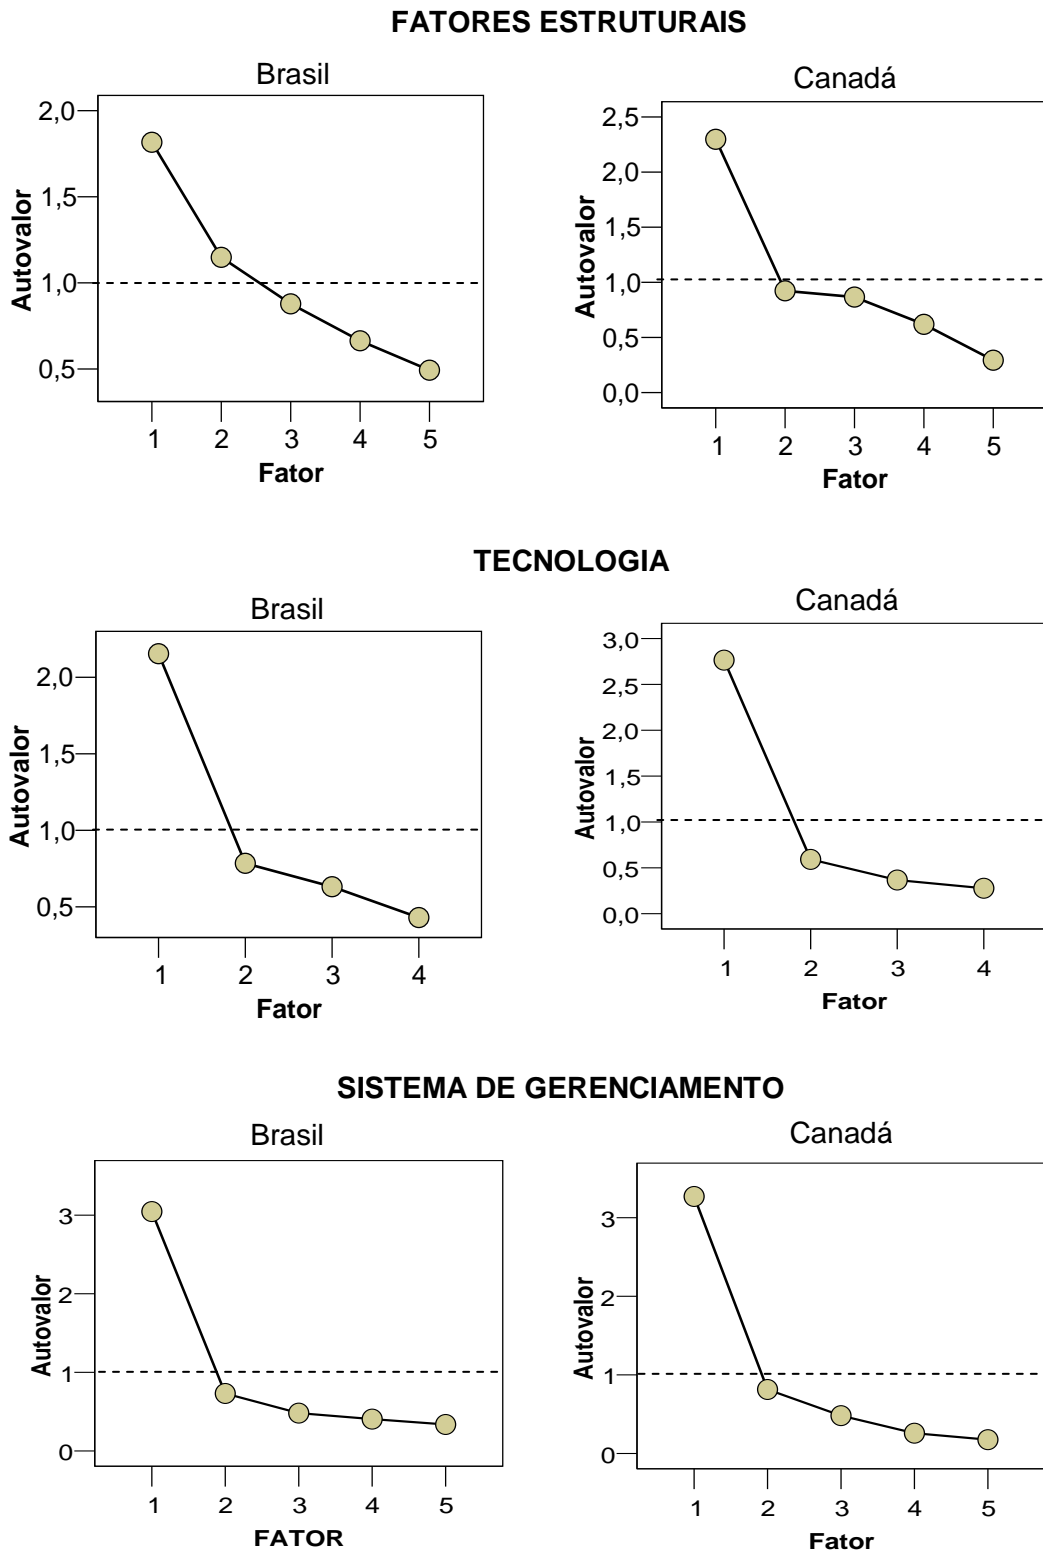 FATORES ESTRUTURAIS
Brasil
2,0
1,5
1,0
0,5
Autovalor
1 2 3 4 5
Fator
Canadá
2,5
2,0
1,5
1,0
0,5
0,0
Autovalor
1 2 3 4 5
Fator
TECNOLOGIA
Brasil
2,0
1,5
1,0
0,5
Autovalor
1 2 3 4
Fator
Canadá
3,0
2,5
2,0
1,5
1,0
0,5
0,0
Autovalor
1 2 3 4
Fator
SISTEMA DE GERENCIAMENTO
Brasil
3
2
1
0
Autovalor
1 2 3 4 5
FATOR
Canadá
3
2
1
0
Autovalor
1 2 3 4 5
Fator